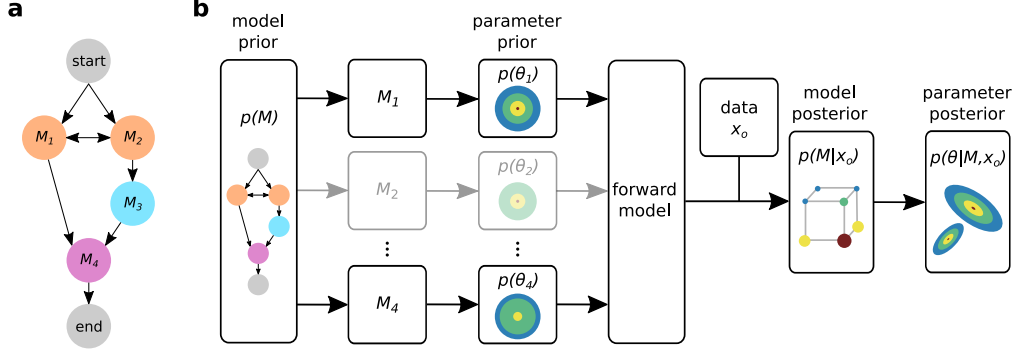 a
start
M₁
M₂
M₃
M₄
end
b
model
prior
p(M)
M₁
M₂
M₄
parameter
prior
p(θ₁)
p(θ₂)
p(θ₄)
forward
model
data
xₒ
model
posterior
p(M|xₒ)
parameter
posterior
p(θ|M,xₒ)